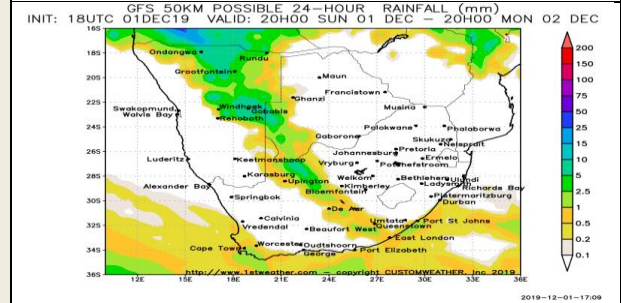 GFS 50KM POSSIBLE 24-HOUR RAINFALL (mm)
INIT: 18UTC 01DEC19 VALID: 20H00 SUN 01 DEC - 20H00 MON 02 DEC
16S
Ondangwa
Rundu
Grootfontein
18S
20S
Maun
Francistown
Ghanzi
22S
Swakopmund
Walvis Bay
Windhoek
Gobabis
Rehoboth
Musina
24S
Polokwane
Phalaborwa
Gaborone
Skukuza
Pretoria
Nelspruit
26S
Johannesburg
Ermelo
Luderitz
Keetmanshoop
Vryburg
Potchefstroom
28S
Karasburg
Upington
Welkom
Bethlehem
Ulundi
Ladysmith
Alexander Bay
Kimberley
Bloemfontein
Richards Bay
30S
Springbok
Pietermaritzburg
Durban
De Aar
Calvinia
Umtata
Port St Johns
32S
Vredendal
Beaufort West
Queenstown
East London
34S
Cape Town
Worcester
Oudtshoorn
George
Port Elizabeth
36S
http://www.1stweather.com - copyright CUSTOMWEATHER, Inc 2019
12E 15E 18E 21E 24E 27E 30E 33E 36E
200
150
100
75
50
25
15
10
5
2.5
1
0.5
0.2
0.1
2019-12-01-17:09